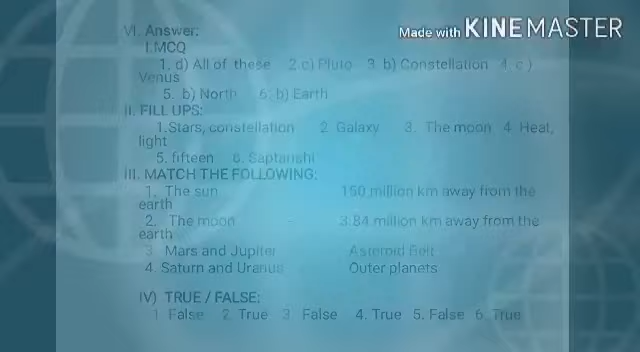 Made with KINEMASTER
VI. Answer:
I.MCQ
1. d) All of these 2.c) Pluto 3. b) Constellation 4. c)
Venus
5. b) North 6. b) Earth
II. FILL UPS:
1.Stars, constellation 2. Galaxy 3. The moon 4. Heat,
light
5. fifteen 6. Saptarishi
III. MATCH THE FOLLOWING:
1. The sun 150 million km away from the
earth
2. The moon - 3.84 million km away from the
earth
3. Mars and Jupiter Asteroid Belt
4. Saturn and Uranus Outer planets
IV) TRUE / FALSE:
1. False 2. True 3. False 4. True 5. False 6. True